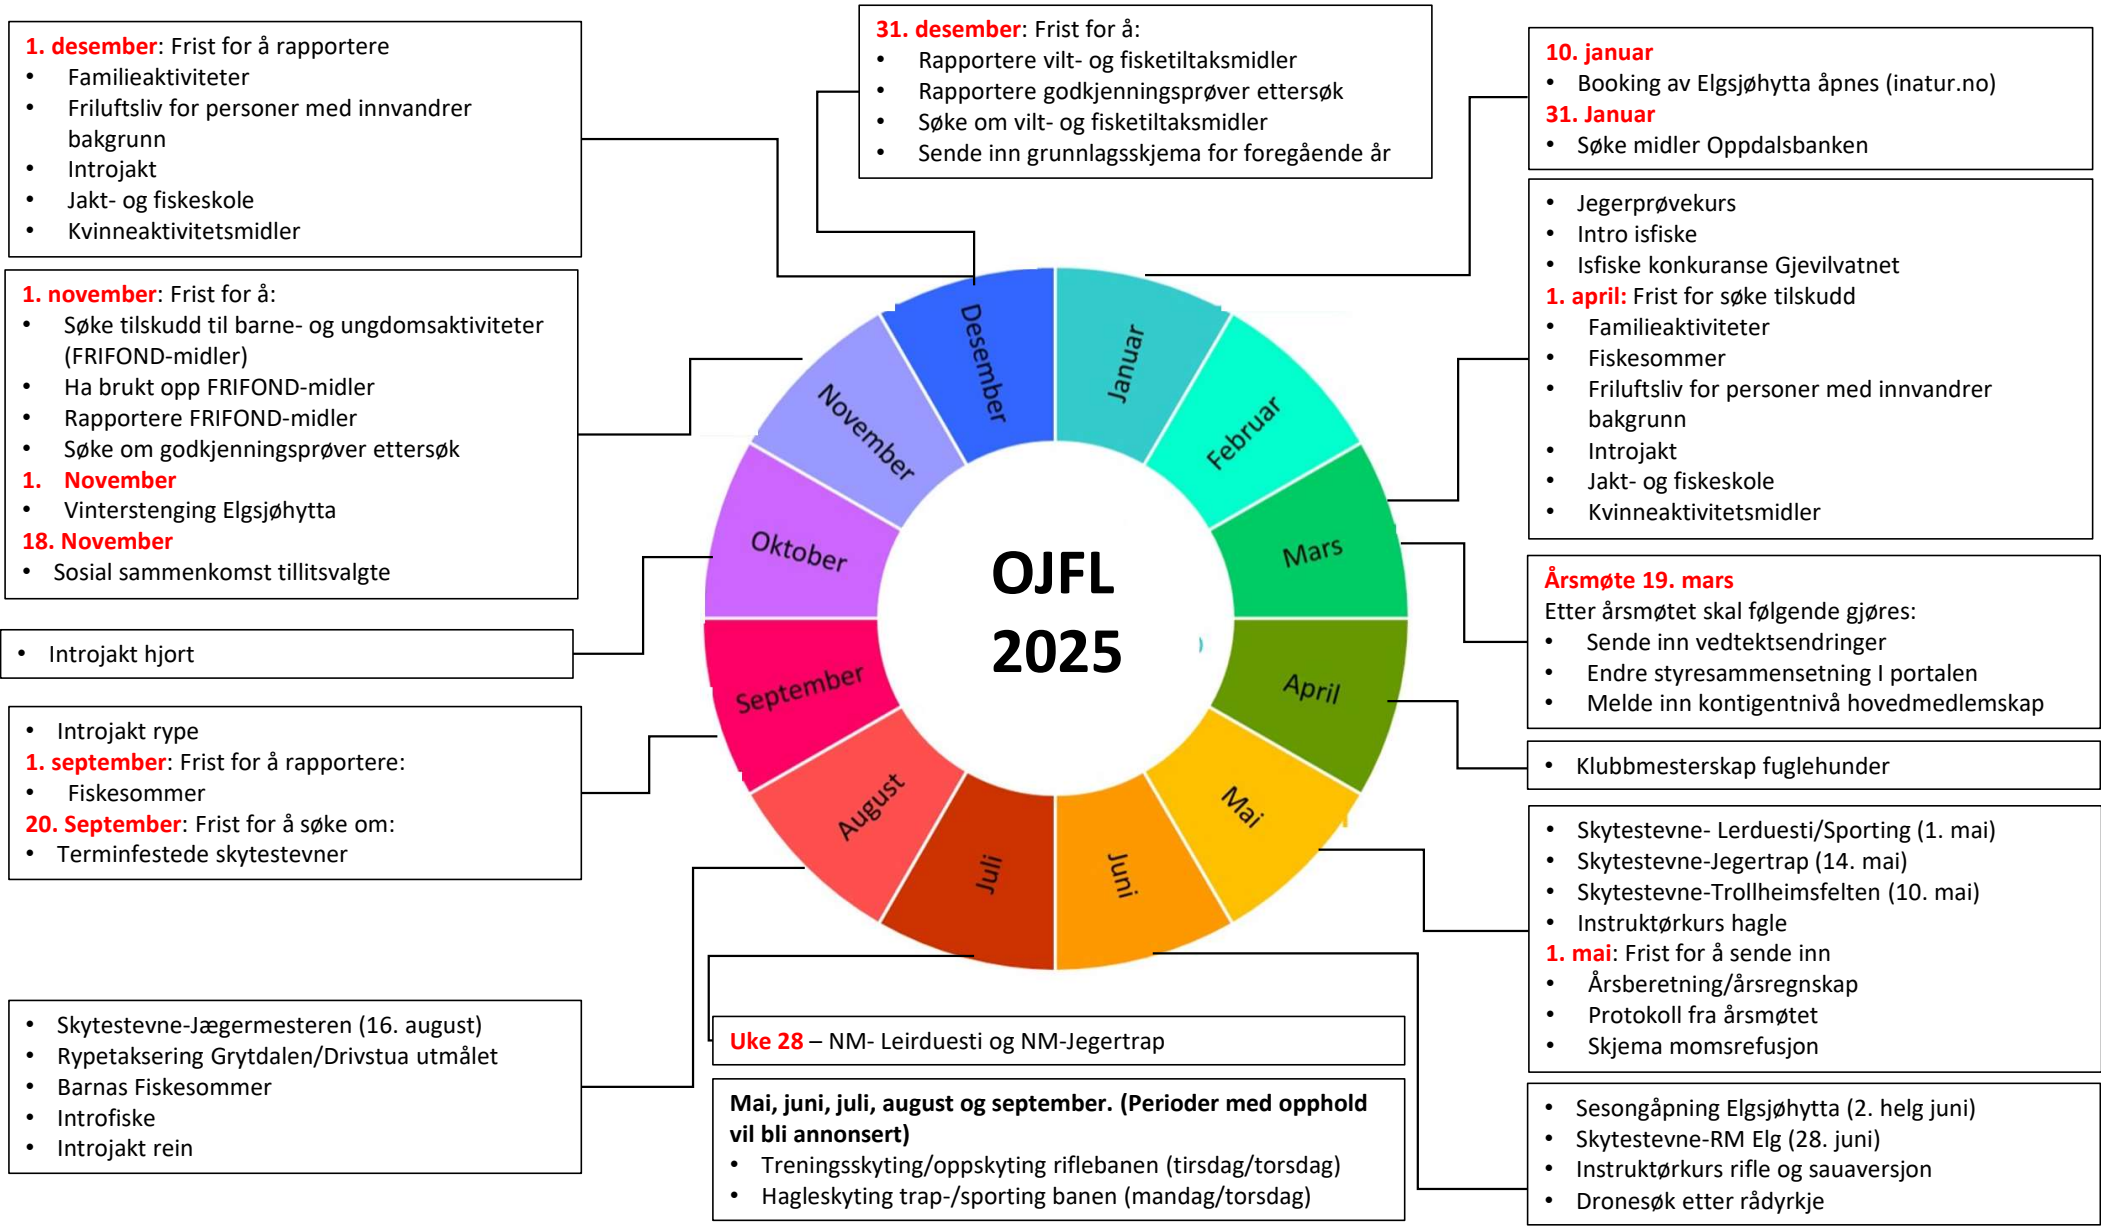 1. desember: Frist for å rapportere
• Familieaktiviteter
• Friluftsliv for personer med innvandrer
bakgrunn
• Introjakt
• Jakt- og fiskeskole
• Kvinneaktivitetsmidler
31. desember: Frist for å:
• Rapportere vilt- og fisketiltaksmidler
• Rapportere godkjenningsprøver ettersøk
• Søke om vilt- og fisketiltaksmidler
• Sende inn grunnlagsskjema for foregående år
10. januar
• Booking av Elgsjøhytta åpnes (inatur.no)
31. Januar
• Søke midler Oppdalsbanken
• Jegerprøvekurs
• Intro isfiske
• Isfiske konkuranse Gjevilvatnet
1. april: Frist for søke tilskudd
• Familieaktiviteter
• Fiskesommer
• Friluftsliv for personer med innvandrer
bakgrunn
• Introjakt
• Jakt- og fiskeskole
• Kvinneaktivitetsmidler
1. november: Frist for å:
• Søke tilskudd til barne- og ungdomsaktiviteter
(FRIFOND-midler)
• Ha brukt opp FRIFOND-midler
• Rapportere FRIFOND-midler
• Søke om godkjenningsprøver ettersøk
1. November
• Vinterstenging Elgsjøhytta
18. November
• Sosial sammenkomst tillitsvalgte
Januar
Februar
Mars
April
Mai
Juni
Juli
August
September
Oktober
November
Desember
OJFL
2025
Årsmøte 19. mars
Etter årsmøtet skal følgende gjøres:
• Sende inn vedtektsendringer
• Endre styresammensetning I portalen
• Melde inn kontigentnivå hovedmedlemskap
• Introjakt hjort
• Klubbmesterskap fuglehunder
• Introjakt rype
1. september: Frist for å rapportere:
• Fiskesommer
20. September: Frist for å søke om:
• Terminfestede skytestevner
• Skytestevne- Lerduesti/Sporting (1. mai)
• Skytestevne-Jegertrap (14. mai)
• Skytestevne-Trollheimsfelten (10. mai)
• Instruktørkurs hagle
1. mai: Frist for å sende inn
• Årsberetning/årsregnskap
• Protokoll fra årsmøtet
• Skjema momsrefusjon
• Skytestevne-Jægermesteren (16. august)
• Rypetaksering Grytdalen/Drivstua utmålet
• Barnas Fiskesommer
• Introfiske
• Introjakt rein
Uke 28 – NM- Leirduesti og NM-Jegertrap
Mai, juni, juli, august og september. (Perioder med opphold
vil bli annonsert)
• Treningsskyting/oppskyting riflebanen (tirsdag/torsdag)
• Hagleskyting trap-/sporting banen (mandag/torsdag)
• Sesongåpning Elgsjøhytta (2. helg juni)
• Skytestevne-RM Elg (28. juni)
• Instruktørkurs rifle og sauaversjon
• Dronesøk etter rådyrkje